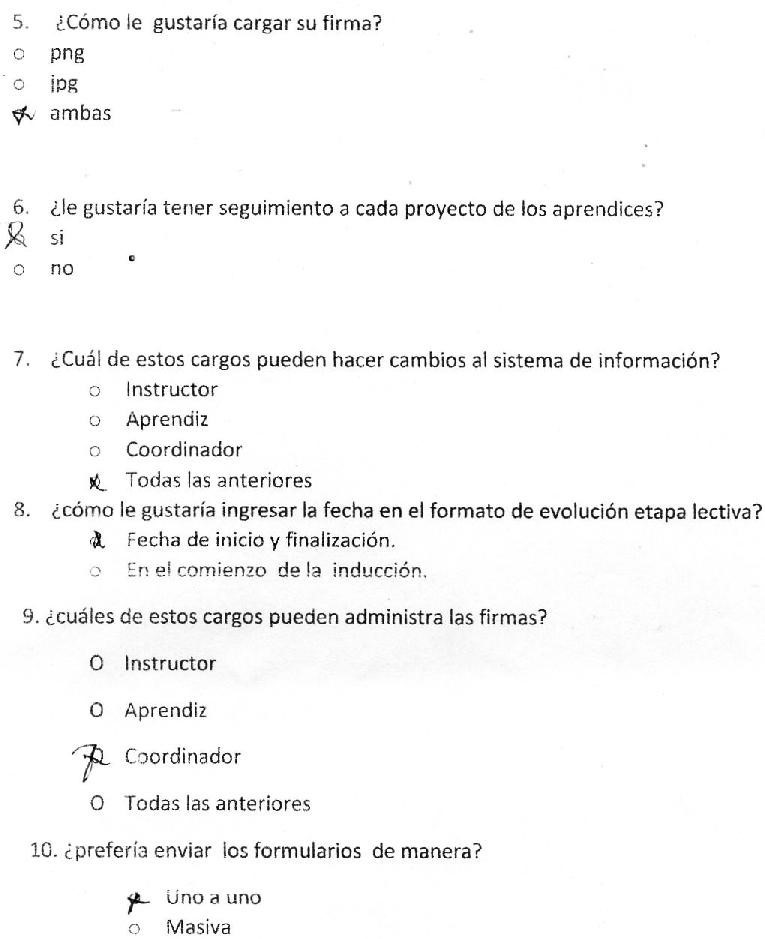 5. ¿Cómo le gustaría cargar su firma?
○ png
○ jpg
ambas
6. ¿le gustaría tener seguimiento a cada proyecto de los aprendices?
si
○ no
7. ¿Cuál de estos cargos pueden hacer cambios al sistema de información?
○ Instructor
○ Aprendiz
○ Coordinador
Todas las anteriores
8. ¿cómo le gustaría ingresar la fecha en el formato de evolución etapa lectiva?
Fecha de inicio y finalización.
○ En el comienzo de la inducción.
9. ¿cuáles de estos cargos pueden administra las firmas?
O Instructor
O Aprendiz
Coordinador
O Todas las anteriores
10. ¿prefería enviar los formularios de manera?
Uno a uno
○ Masiva